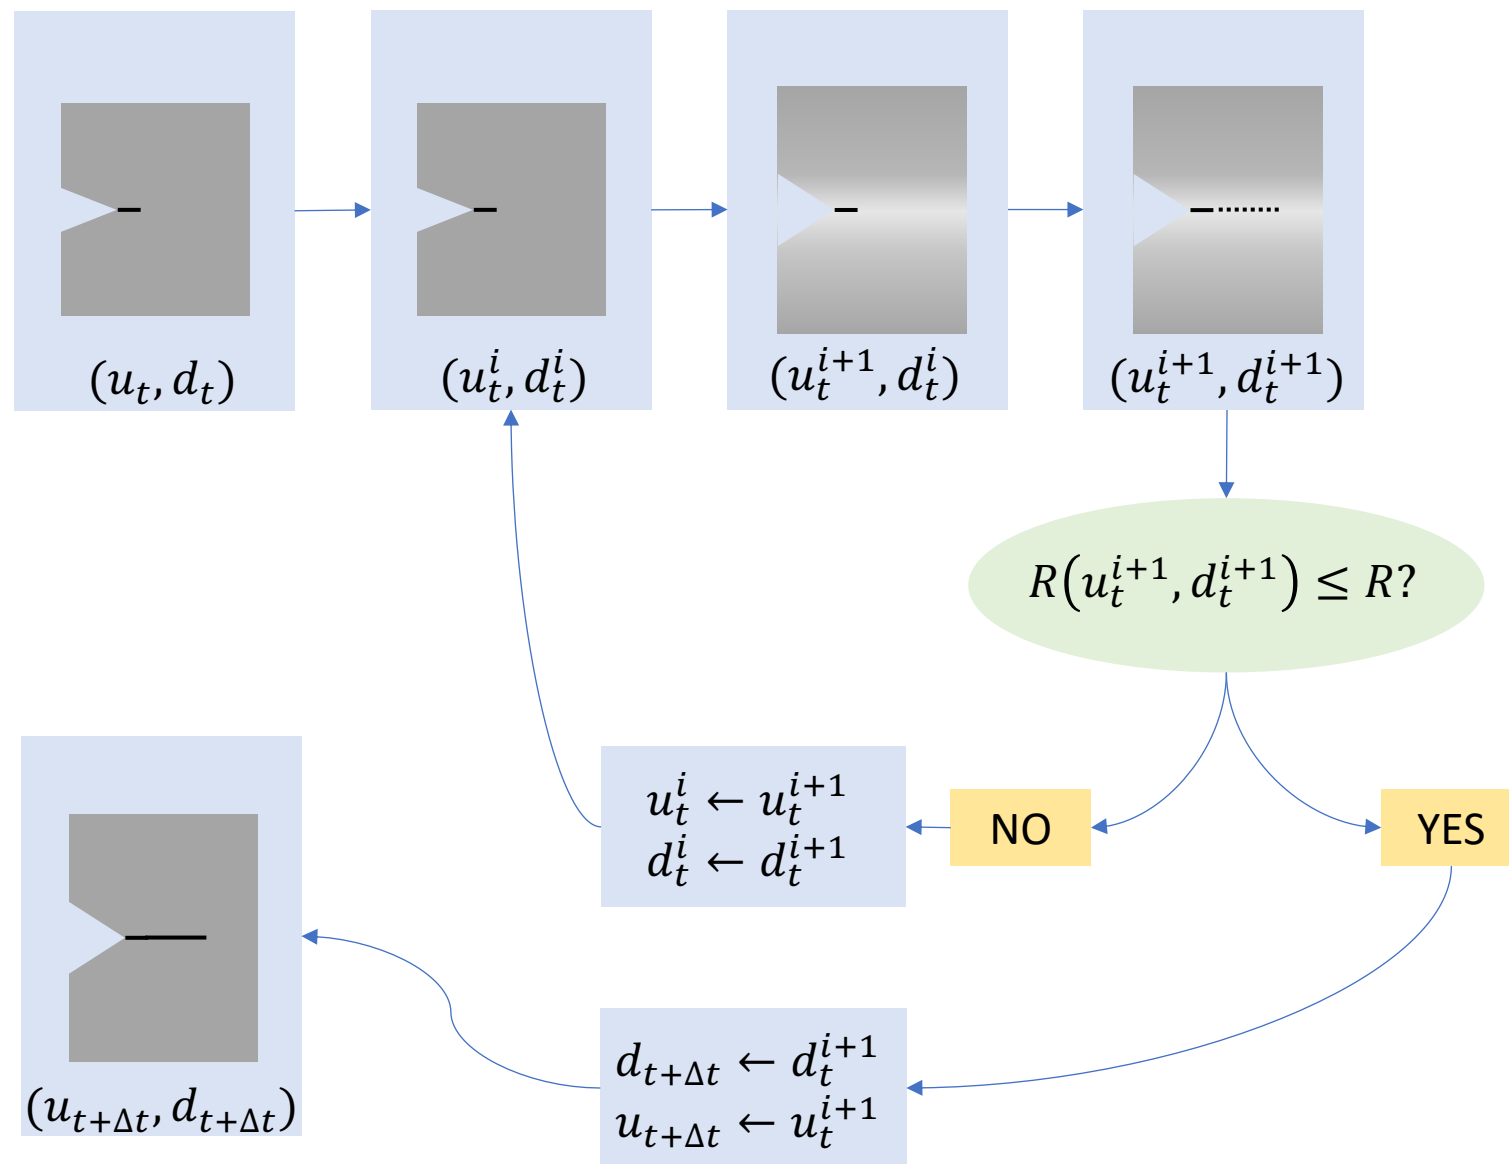 (u_t, d_t)
(u_t^i, d_t^i)
(u_t^{i+1}, d_t^i)
(u_t^{i+1}, d_t^{i+1})
R(u_t^{i+1}, d_t^{i+1}) ≤ R?
NO
YES
u_t^i ← u_t^{i+1}
d_t^i ← d_t^{i+1}
d_{t+Δt} ← d_t^{i+1}
u_{t+Δt} ← u_t^{i+1}
(u_{t+Δt}, d_{t+Δt})